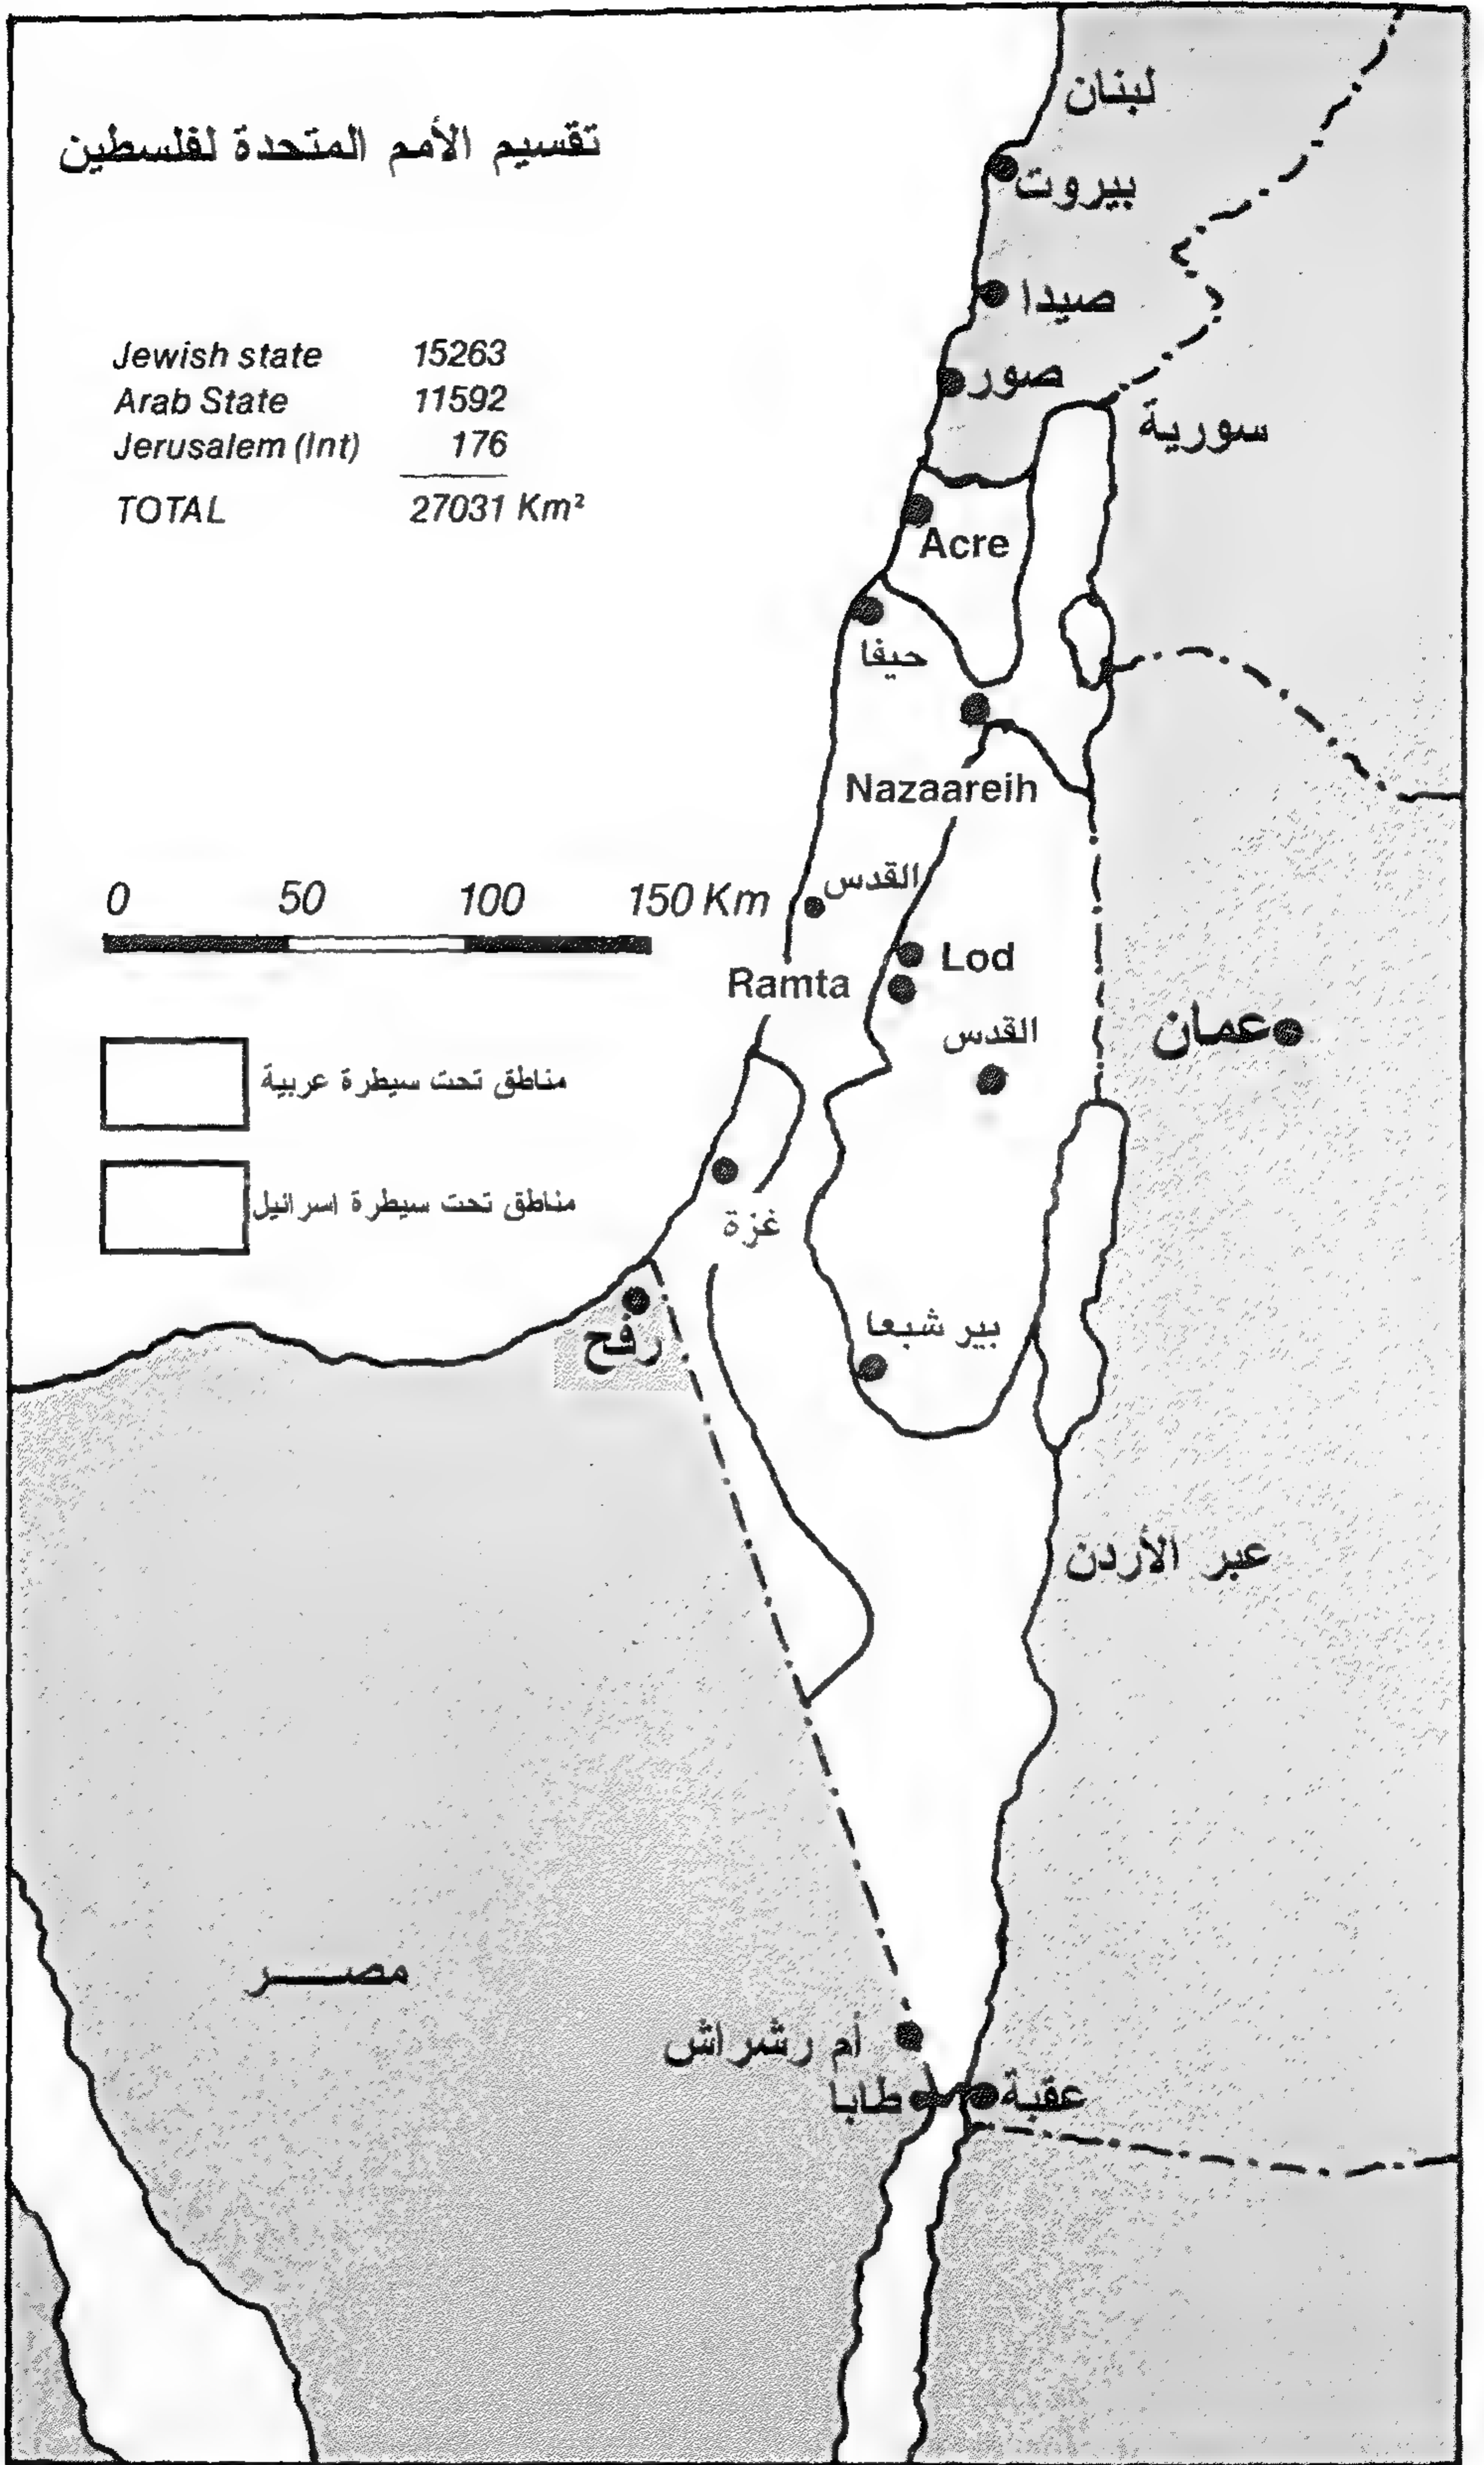 تقسيم الأمم المتحدة لفلسطين
Jewish state 15263
Arab State 11592
Jerusalem (Int) 176
TOTAL 27031 Km²
لبنان
بيروت
صيدا
صور
سورية
Acre
حيفا
Nazaareih
القدس
0 50 100 150 Km
Lod
Ramta
القدس
عمان
مناطق تحت سيطرة عربية
مناطق تحت سيطرة اسرائيل
غزة
رفح
بير شبعا
عبر الأردن
مصـــر
أم رشراش
طابا
عقبة